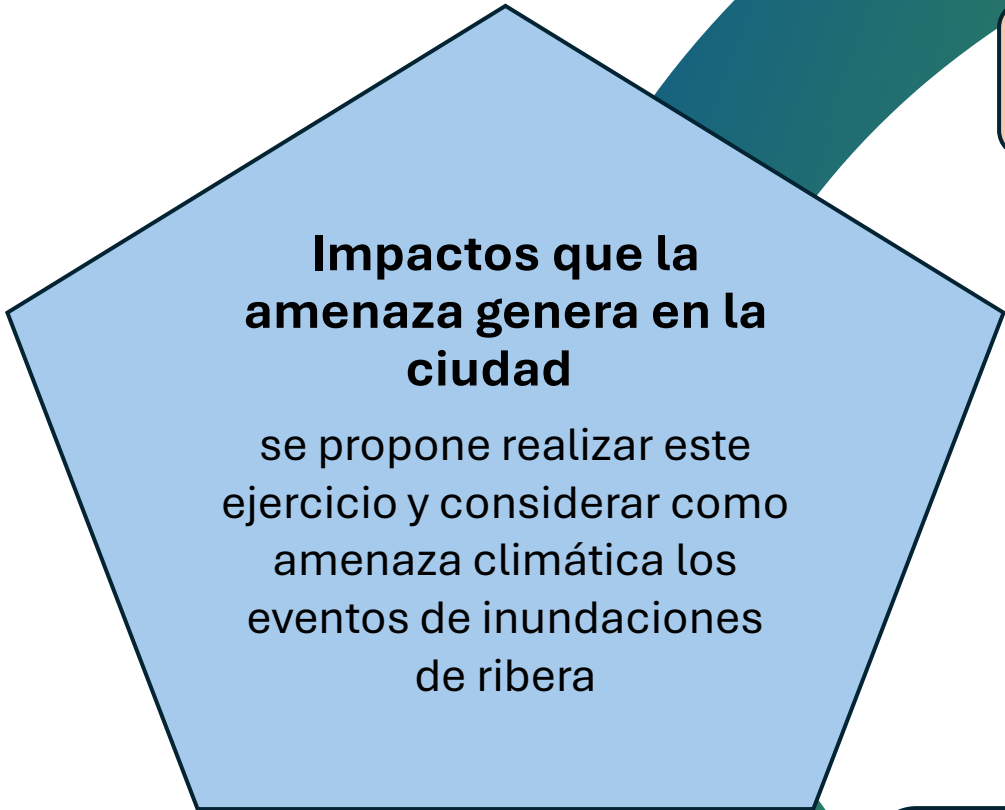 Impactos que la
amenaza genera en la
ciudad
se propone realizar este
ejercicio y considerar como
amenaza climática los
eventos de inundaciones
de ribera